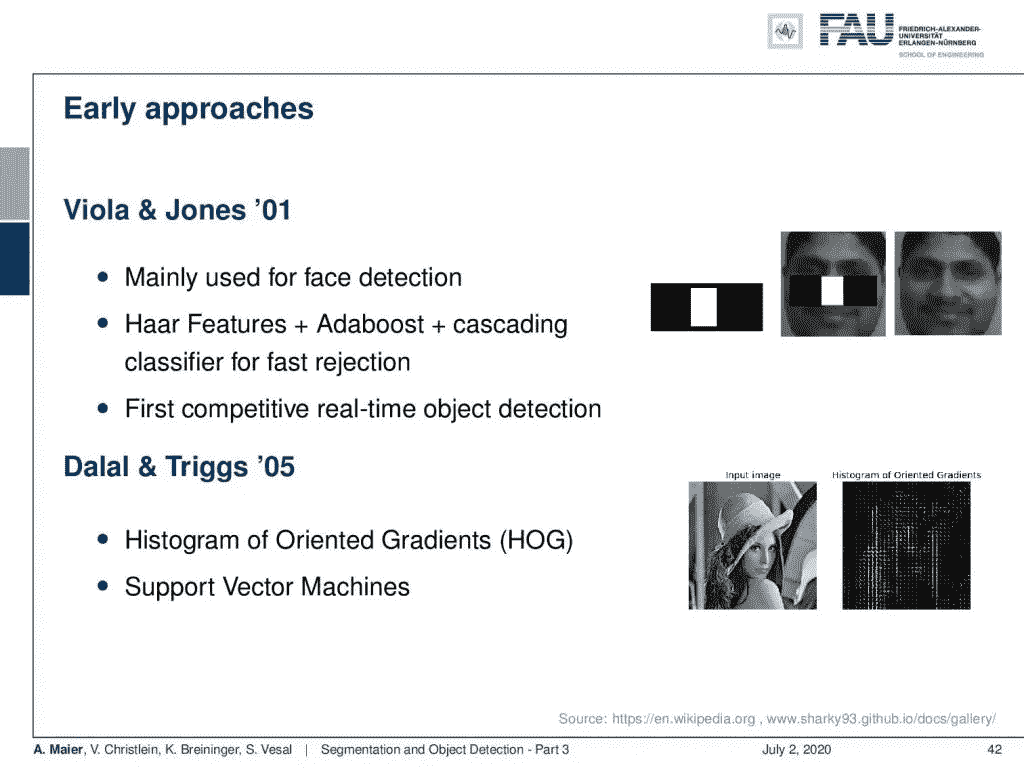 FAU
FRIEDRICH-ALEXANDER-
UNIVERSITÄT
ERLANGEN-NÜRNBERG
SCHOOL OF ENGINEERING
Early approaches
Viola & Jones ’01
Mainly used for face detection
Haar Features + Adaboost + cascading
classifier for fast rejection
First competitive real-time object detection
Dalal & Triggs ’05
Input image
Histogram of Oriented Gradients
Histogram of Oriented Gradients (HOG)
Support Vector Machines
Source: https://en.wikipedia.org , www.sharky93.github.io/docs/gallery/
A. Maier, V. Christlein, K. Breininger, S. Vesal | Segmentation and Object Detection - Part 3 July 2, 2020 42